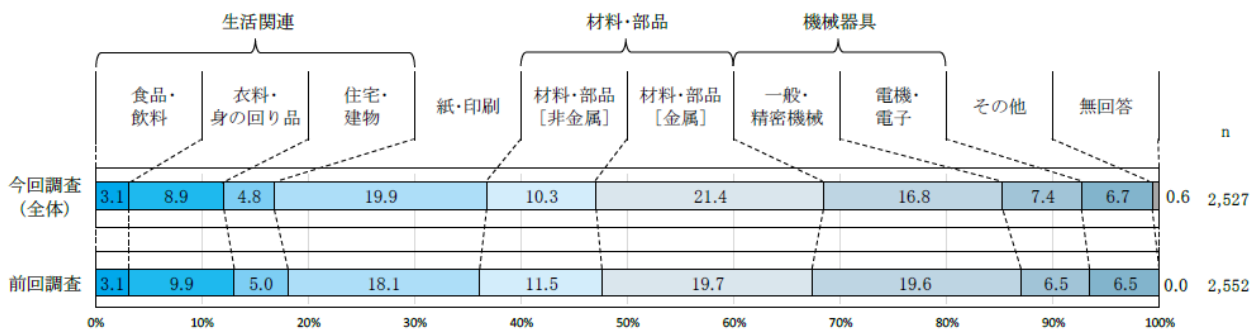 生活関連 材料・部品 機械器具
食品・ 衣料・ 住宅・ 紙・印刷 材料・部品 材料・部品 一般・ 電機・ その他 無回答
飲料 身の回り品 建物 ［非金属］ ［金属］ 精密機械 電子
n
今回調査
（全体）
3.1 8.9 4.8 19.9 10.3 21.4 16.8 7.4 6.7 0.6 2,527
前回調査 3.1 9.9 5.0 18.1 11.5 19.7 19.6 6.5 6.5 0.0 2,552
0% 10% 20% 30% 40% 50% 60% 70% 80% 90% 100%